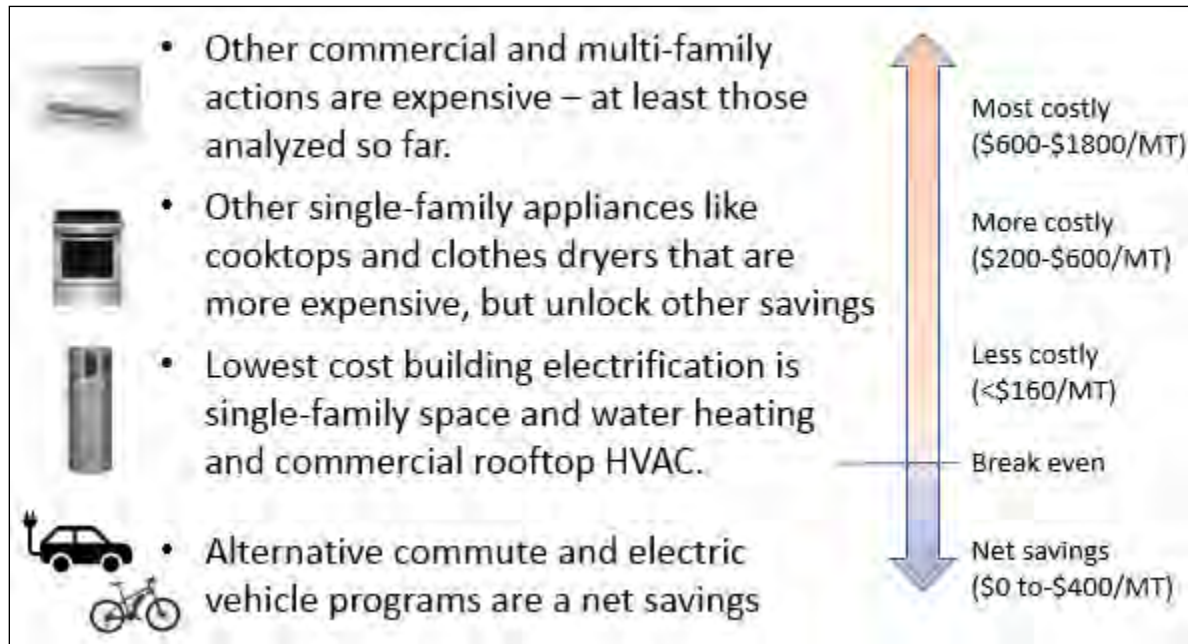 • Other commercial and multi-family
actions are expensive – at least those
analyzed so far.
• Other single-family appliances like
cooktops and clothes dryers that are
more expensive, but unlock other savings
• Lowest cost building electrification is
single-family space and water heating
and commercial rooftop HVAC.
• Alternative commute and electric
vehicle programs are a net savings
Most costly
($600-$1800/MT)
More costly
($200-$600/MT)
Less costly
(<$160/MT)
Break even
Net savings
($0 to-$400/MT)